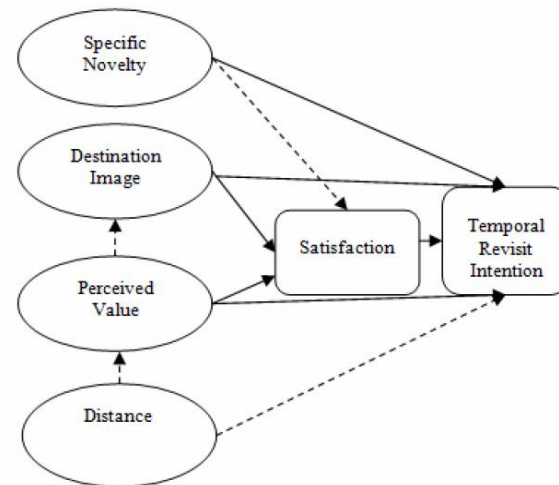 Specific
Novelty
Destination
Image
Satisfaction
Temporal
Revisit
Intention
Perceived
Value
Distance